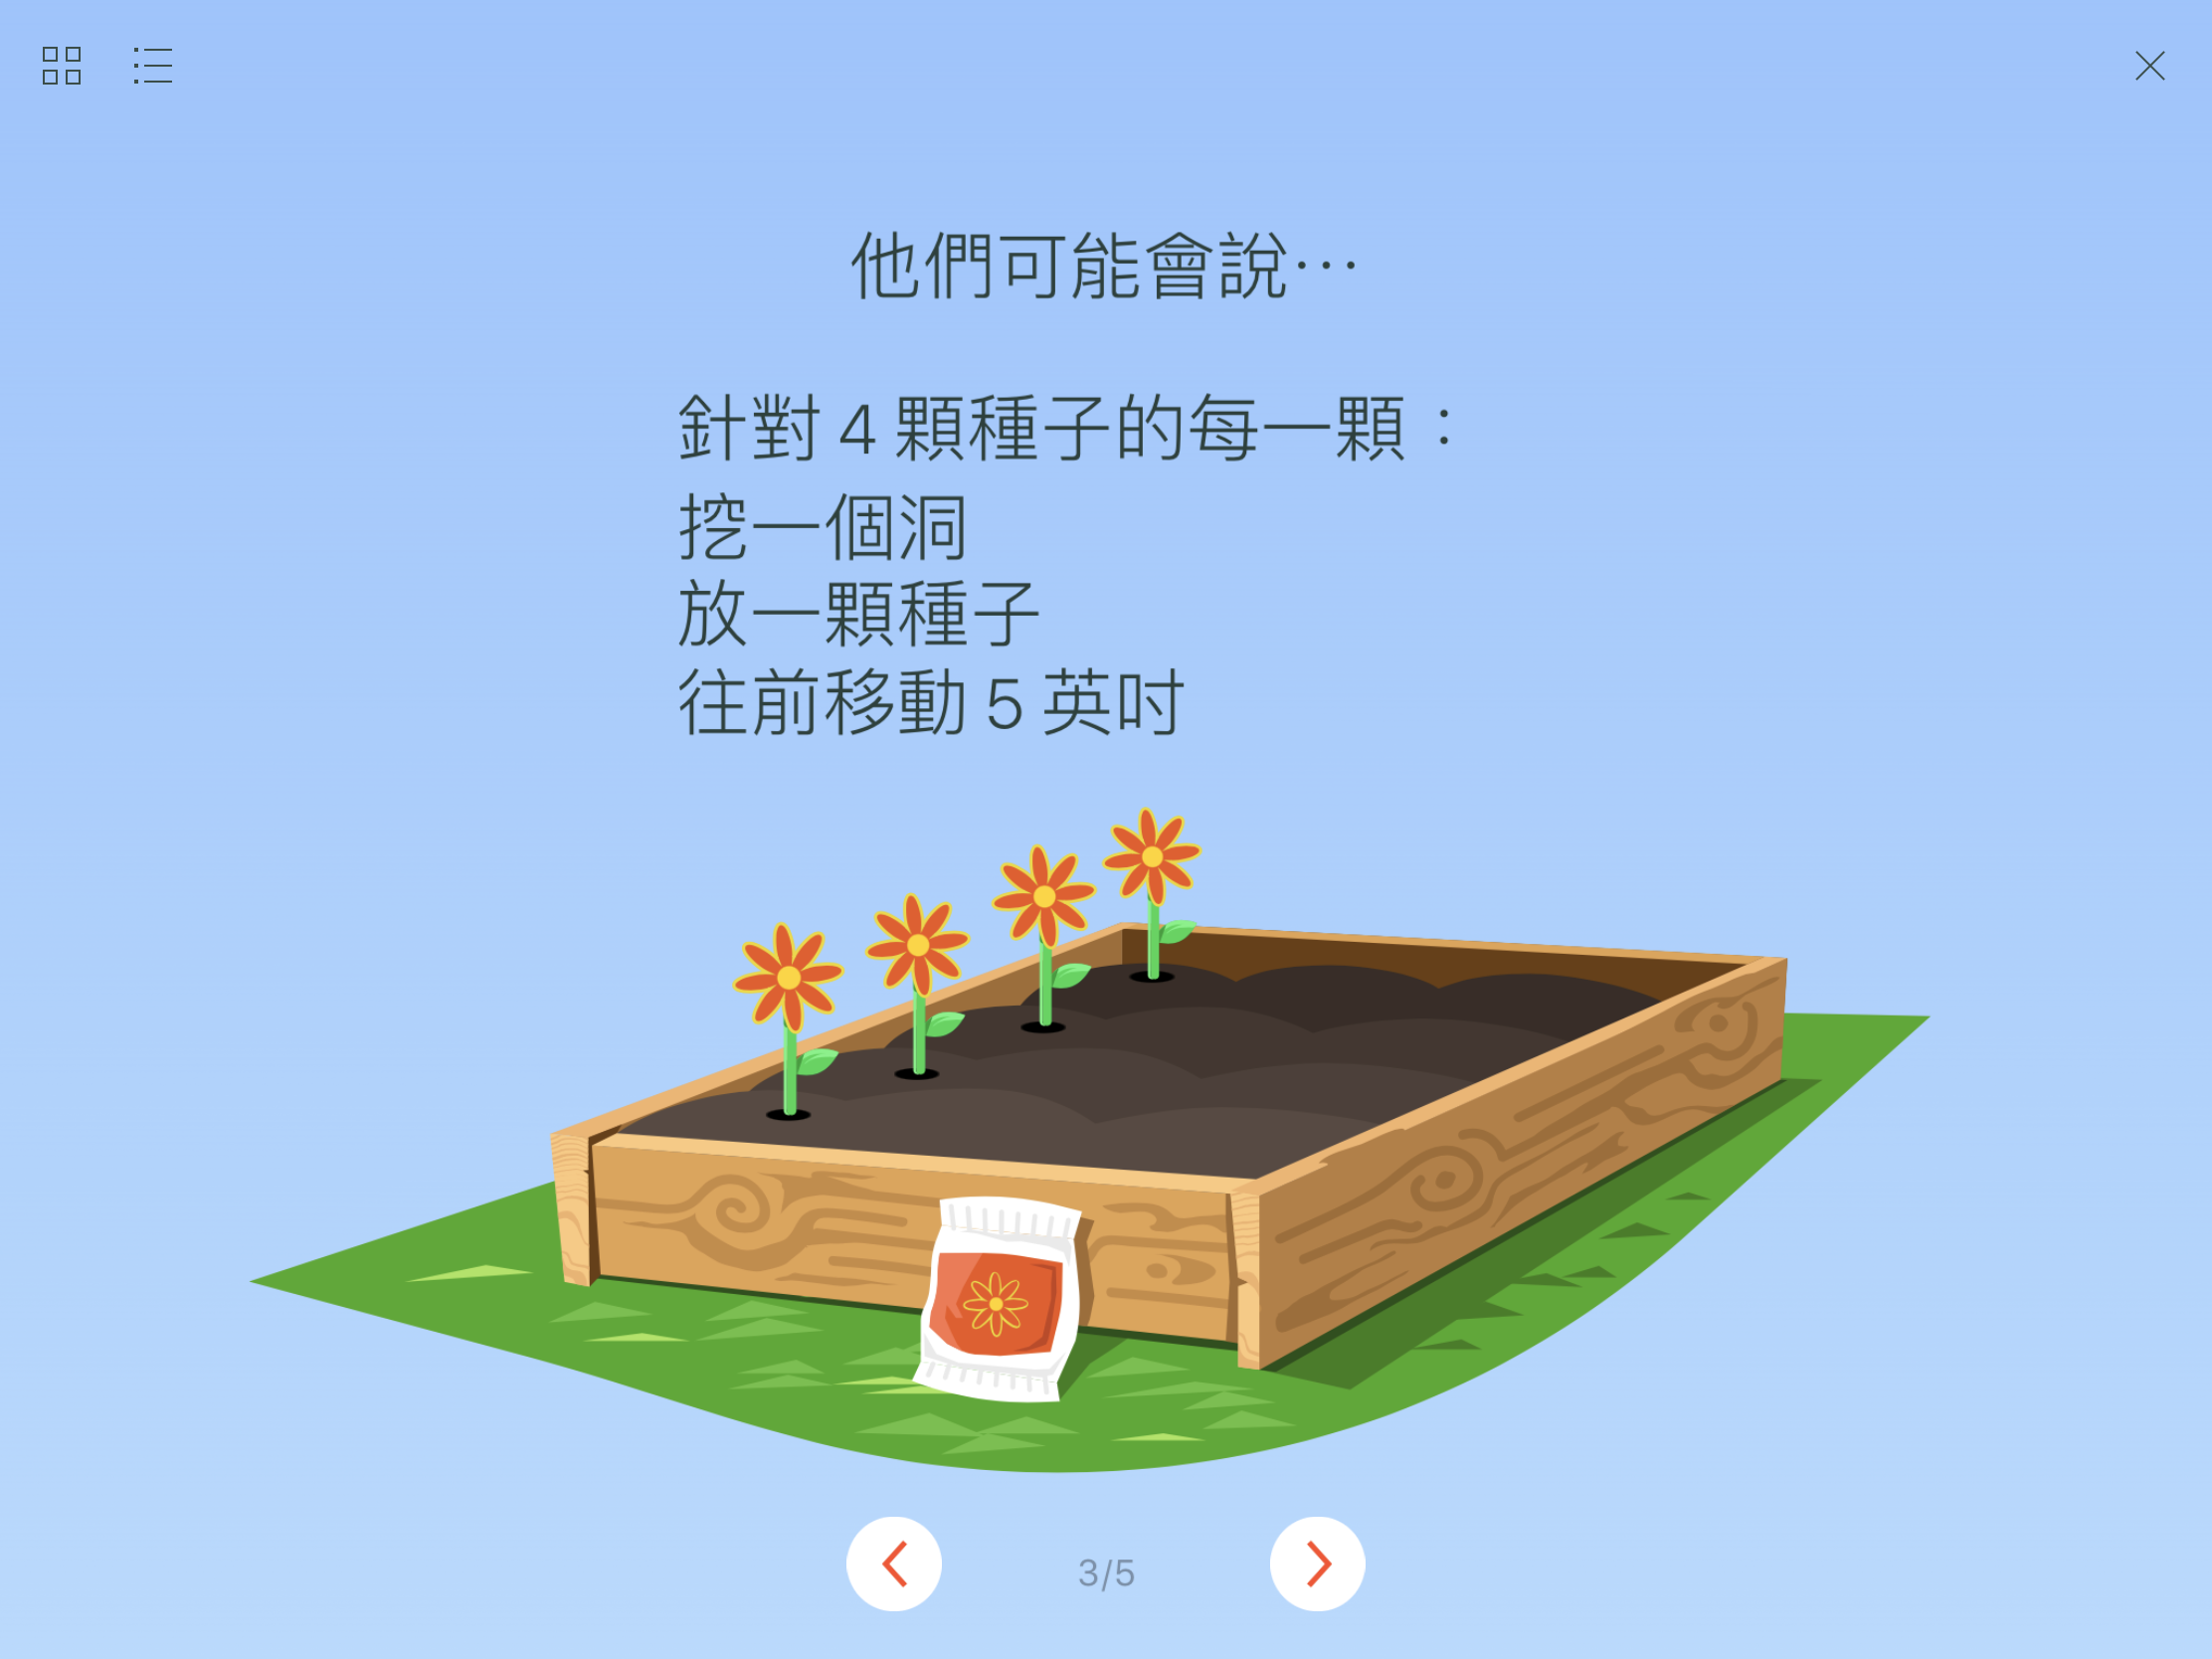 他們可能會說⋯
針對 4 顆種子的每一顆：
挖一個洞
放一顆種子
往前移動 5 英吋
3/5